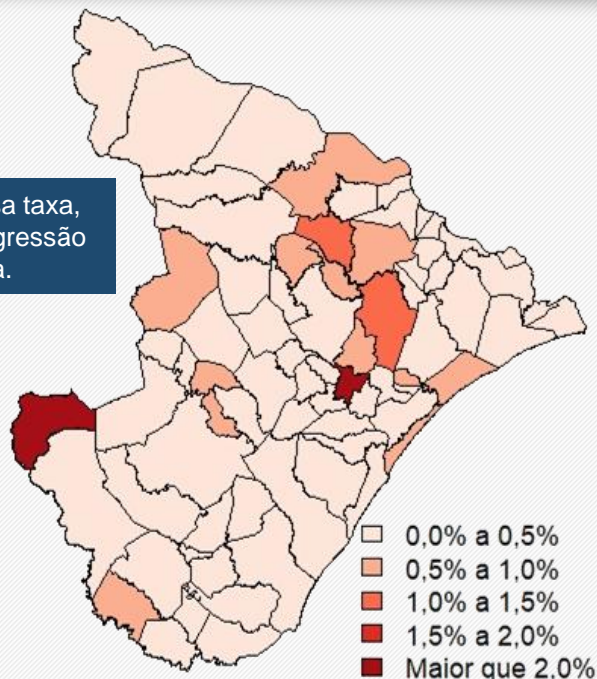 a taxa,
gressão
a.
0,0% a 0,5%
0,5% a 1,0%
1,0% a 1,5%
1,5% a 2,0%
Maior que 2,0%